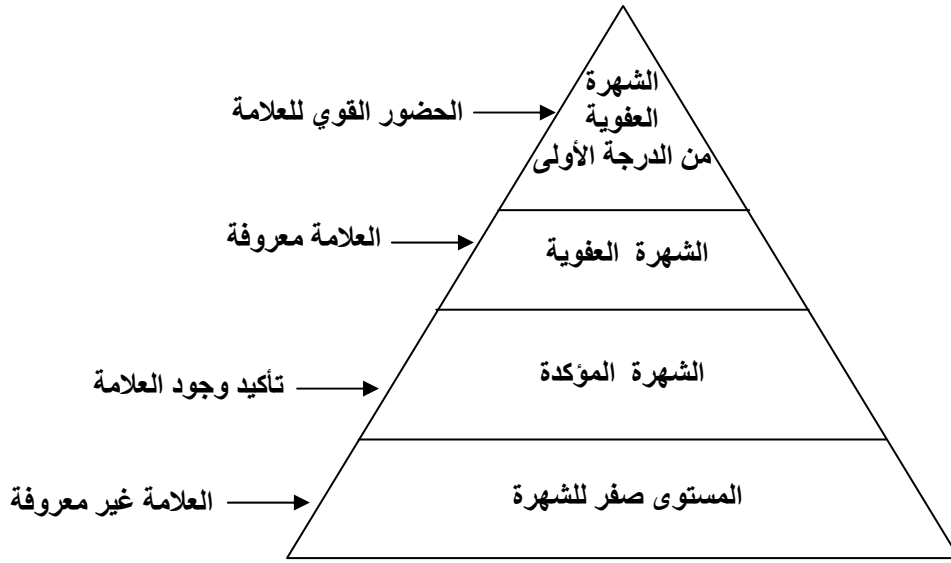 الشهرة
العفوية
من الدرجة الأولى
الحضور القوي للعلامة
الشهرة العفوية
العلامة معروفة
الشهرة المؤكدة
تأكيد وجود العلامة
المستوى صفر للشهرة
العلامة غير معروفة